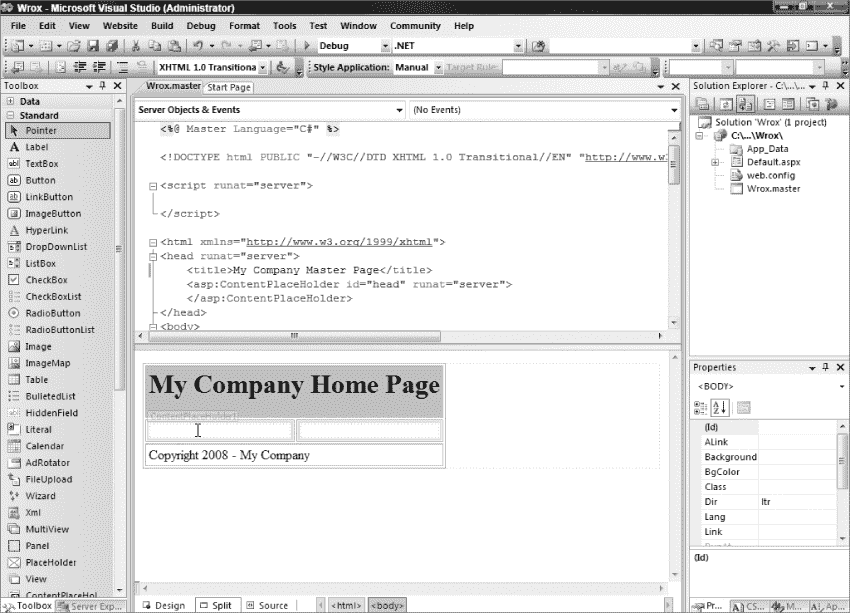 Wrox - Microsoft Visual Studio (Administrator)
File Edit View Website Build Debug Format Tools Test Window Community Help
Debug .NET
XHTML 1.0 Transitiona Style Application: Manual Target Rule:
Toolbox
Data
Standard
Pointer
Label
TextBox
Button
LinkButton
ImageButton
HyperLink
DropDownList
ListBox
CheckBox
CheckBoxList
RadioButton
RadioButtonList
Image
ImageMap
Table
BulletedList
HiddenField
Literal
Calendar
AdRotator
FileUpload
Wizard
Xml
MultiView
Panel
PlaceHolder
View
ContentPlaceHol
Toolbox Server Exp...
Wrox.master Start Page
Server Objects & Events (No Events)
<%@ Master Language="C#" %>
<!DOCTYPE html PUBLIC "-//W3C//DTD XHTML 1.0 Transitional//EN" "http://www.w
<script runat="server">
</script>
<html xmlns="http://www.w3.org/1999/xhtml">
<head runat="server">
<title>My Company Master Page</title>
<asp:ContentPlaceHolder id="head" runat="server">
</asp:ContentPlaceHolder>
</head>
<body>
My Company Home Page
ContentPlaceHolder1
Copyright 2008 - My Company
Design Split Source <html> <body>
Solution Explorer - C:\...\...
Solution 'Wrox' (1 project)
C:\...\Wrox\
App_Data
Default.aspx
web.config
Wrox.master
Properties
<BODY>
(Id)
ALink
Background
BgColor
Class
Dir ltr
Lang
Link
(Id)
Pr... CS... M... Ap...